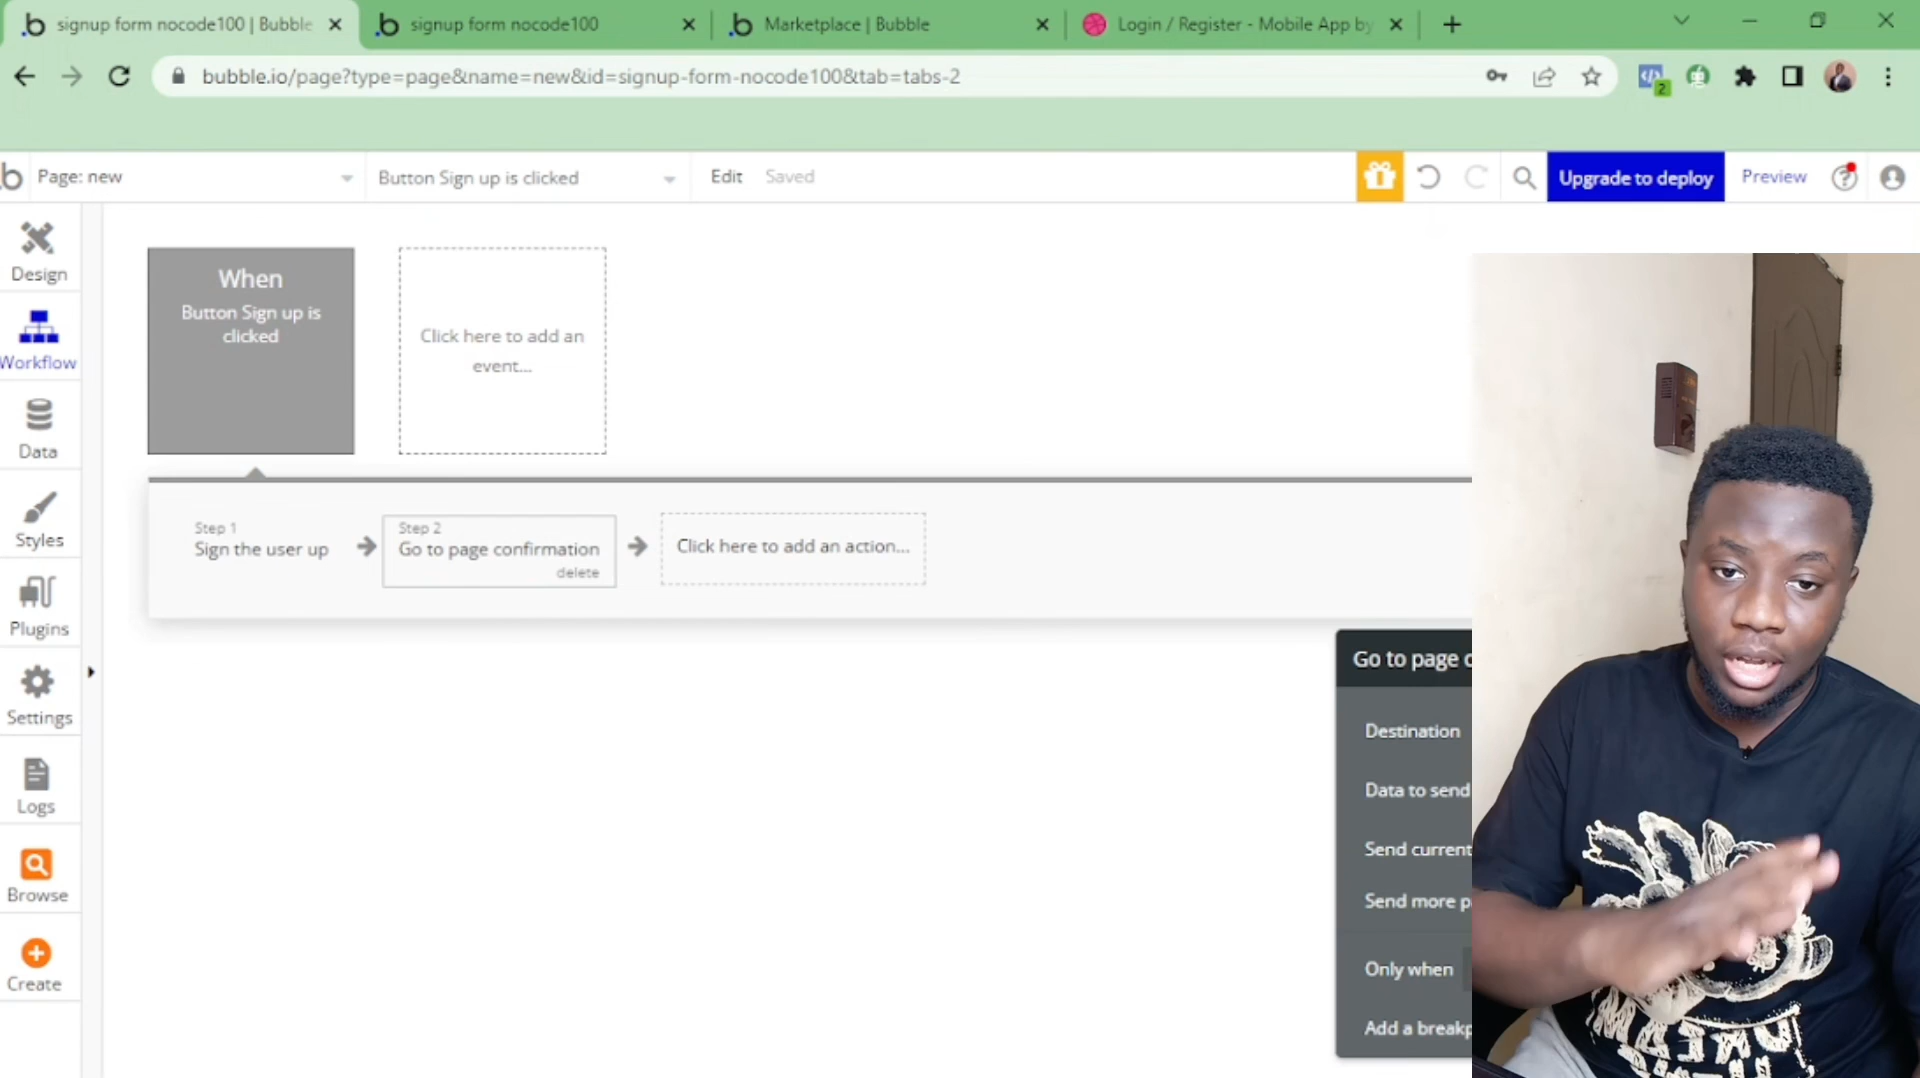 signup form nocode100 | Bubble
signup form nocode100
Marketplace | Bubble
Login / Register - Mobile App by
bubble.io/page?type=page&name=new&id=signup-form-nocode100&tab=tabs-2
2
Page: new
Button Sign up is clicked
Edit
Saved
Upgrade to deploy
Preview
Design
Workflow
Data
Styles
Plugins
Settings
Logs
Browse
Create
When
Button Sign up is
clicked
Click here to add an
event...
Step 1
Sign the user up
Step 2
Go to page confirmation
delete
Click here to add an action...
Go to page c
Destination
Data to send
Send current
Send more p
Only when
Add a breakp